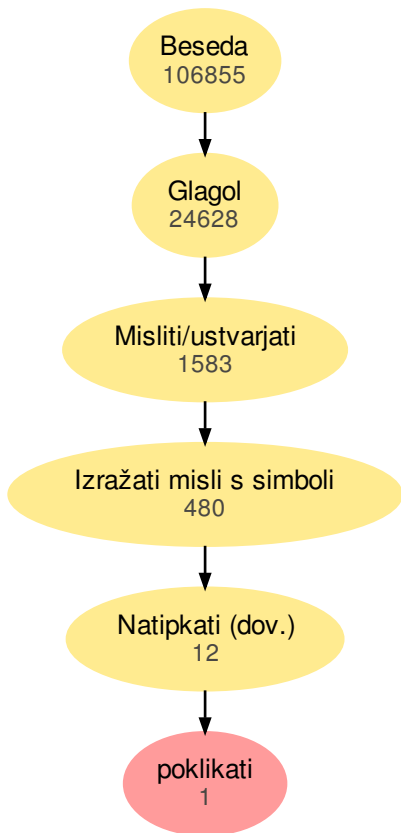 Beseda
106855
Glagol
24628
Misliti/ustvarjati
1583
Izražati misli s simboli
480
Natipkati (dov.)
12
poklikati
1